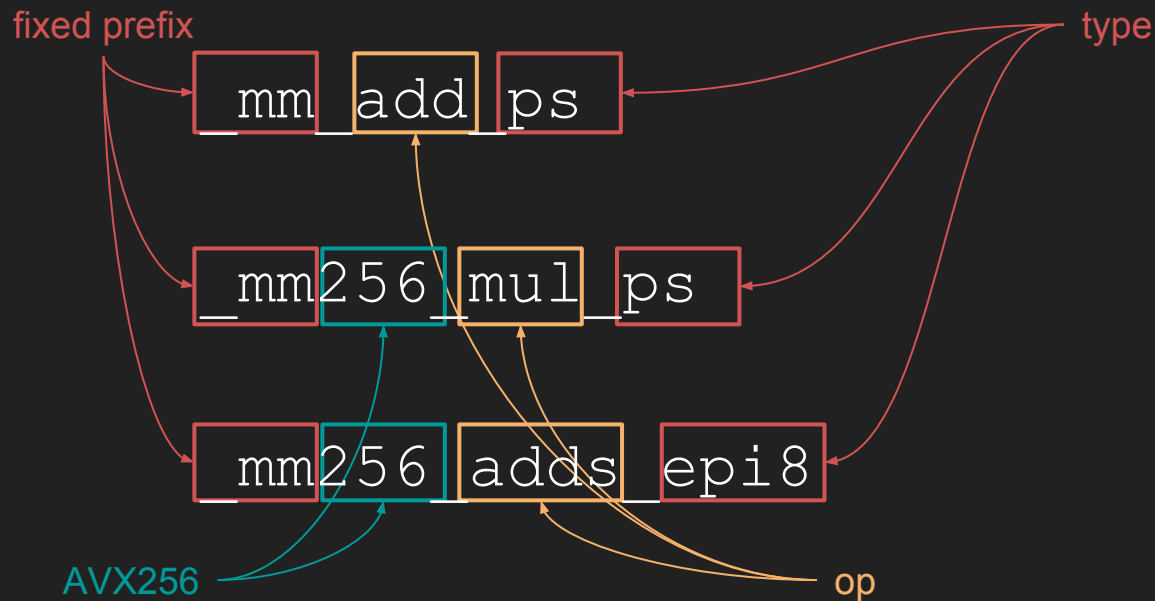 fixed prefix
type
_mm_add_ps
_mm256_mul_ps
_mm256_adds_epi8
AVX256
op